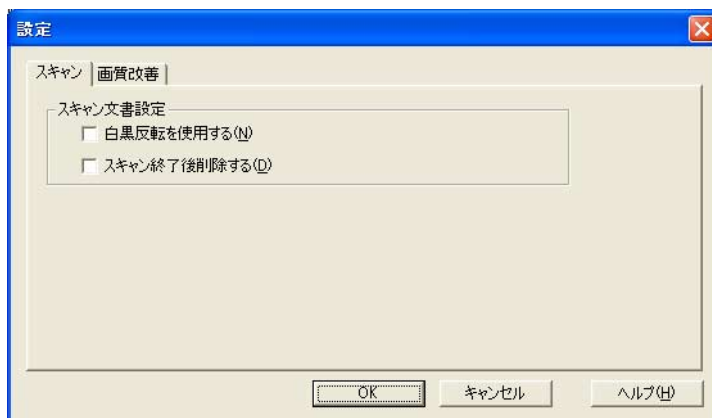 設定
スキャン 画質改善
スキャン文書設定
白黒反転を使用する(N)
スキャン終了後削除する(D)
OK キャンセル ヘルプ(H)